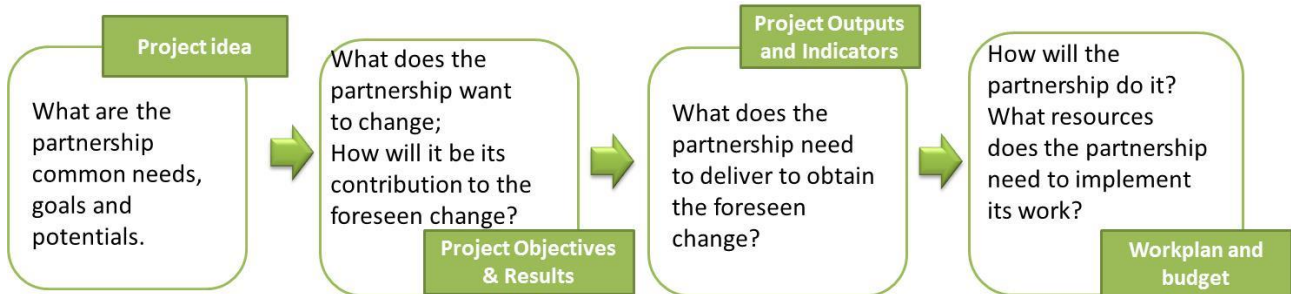 Project idea
What are the
partnership
common needs,
goals and
potentials.
What does the
partnership want
to change;
How will it be its
contribution to the
foreseen change?
Project Objectives
& Results
Project Outputs
and Indicators
What does the
partnership need
to deliver to obtain
the foreseen
change?
How will the
partnership do it?
What resources
does the partnership
need to implement
its work?
Workplan and
budget